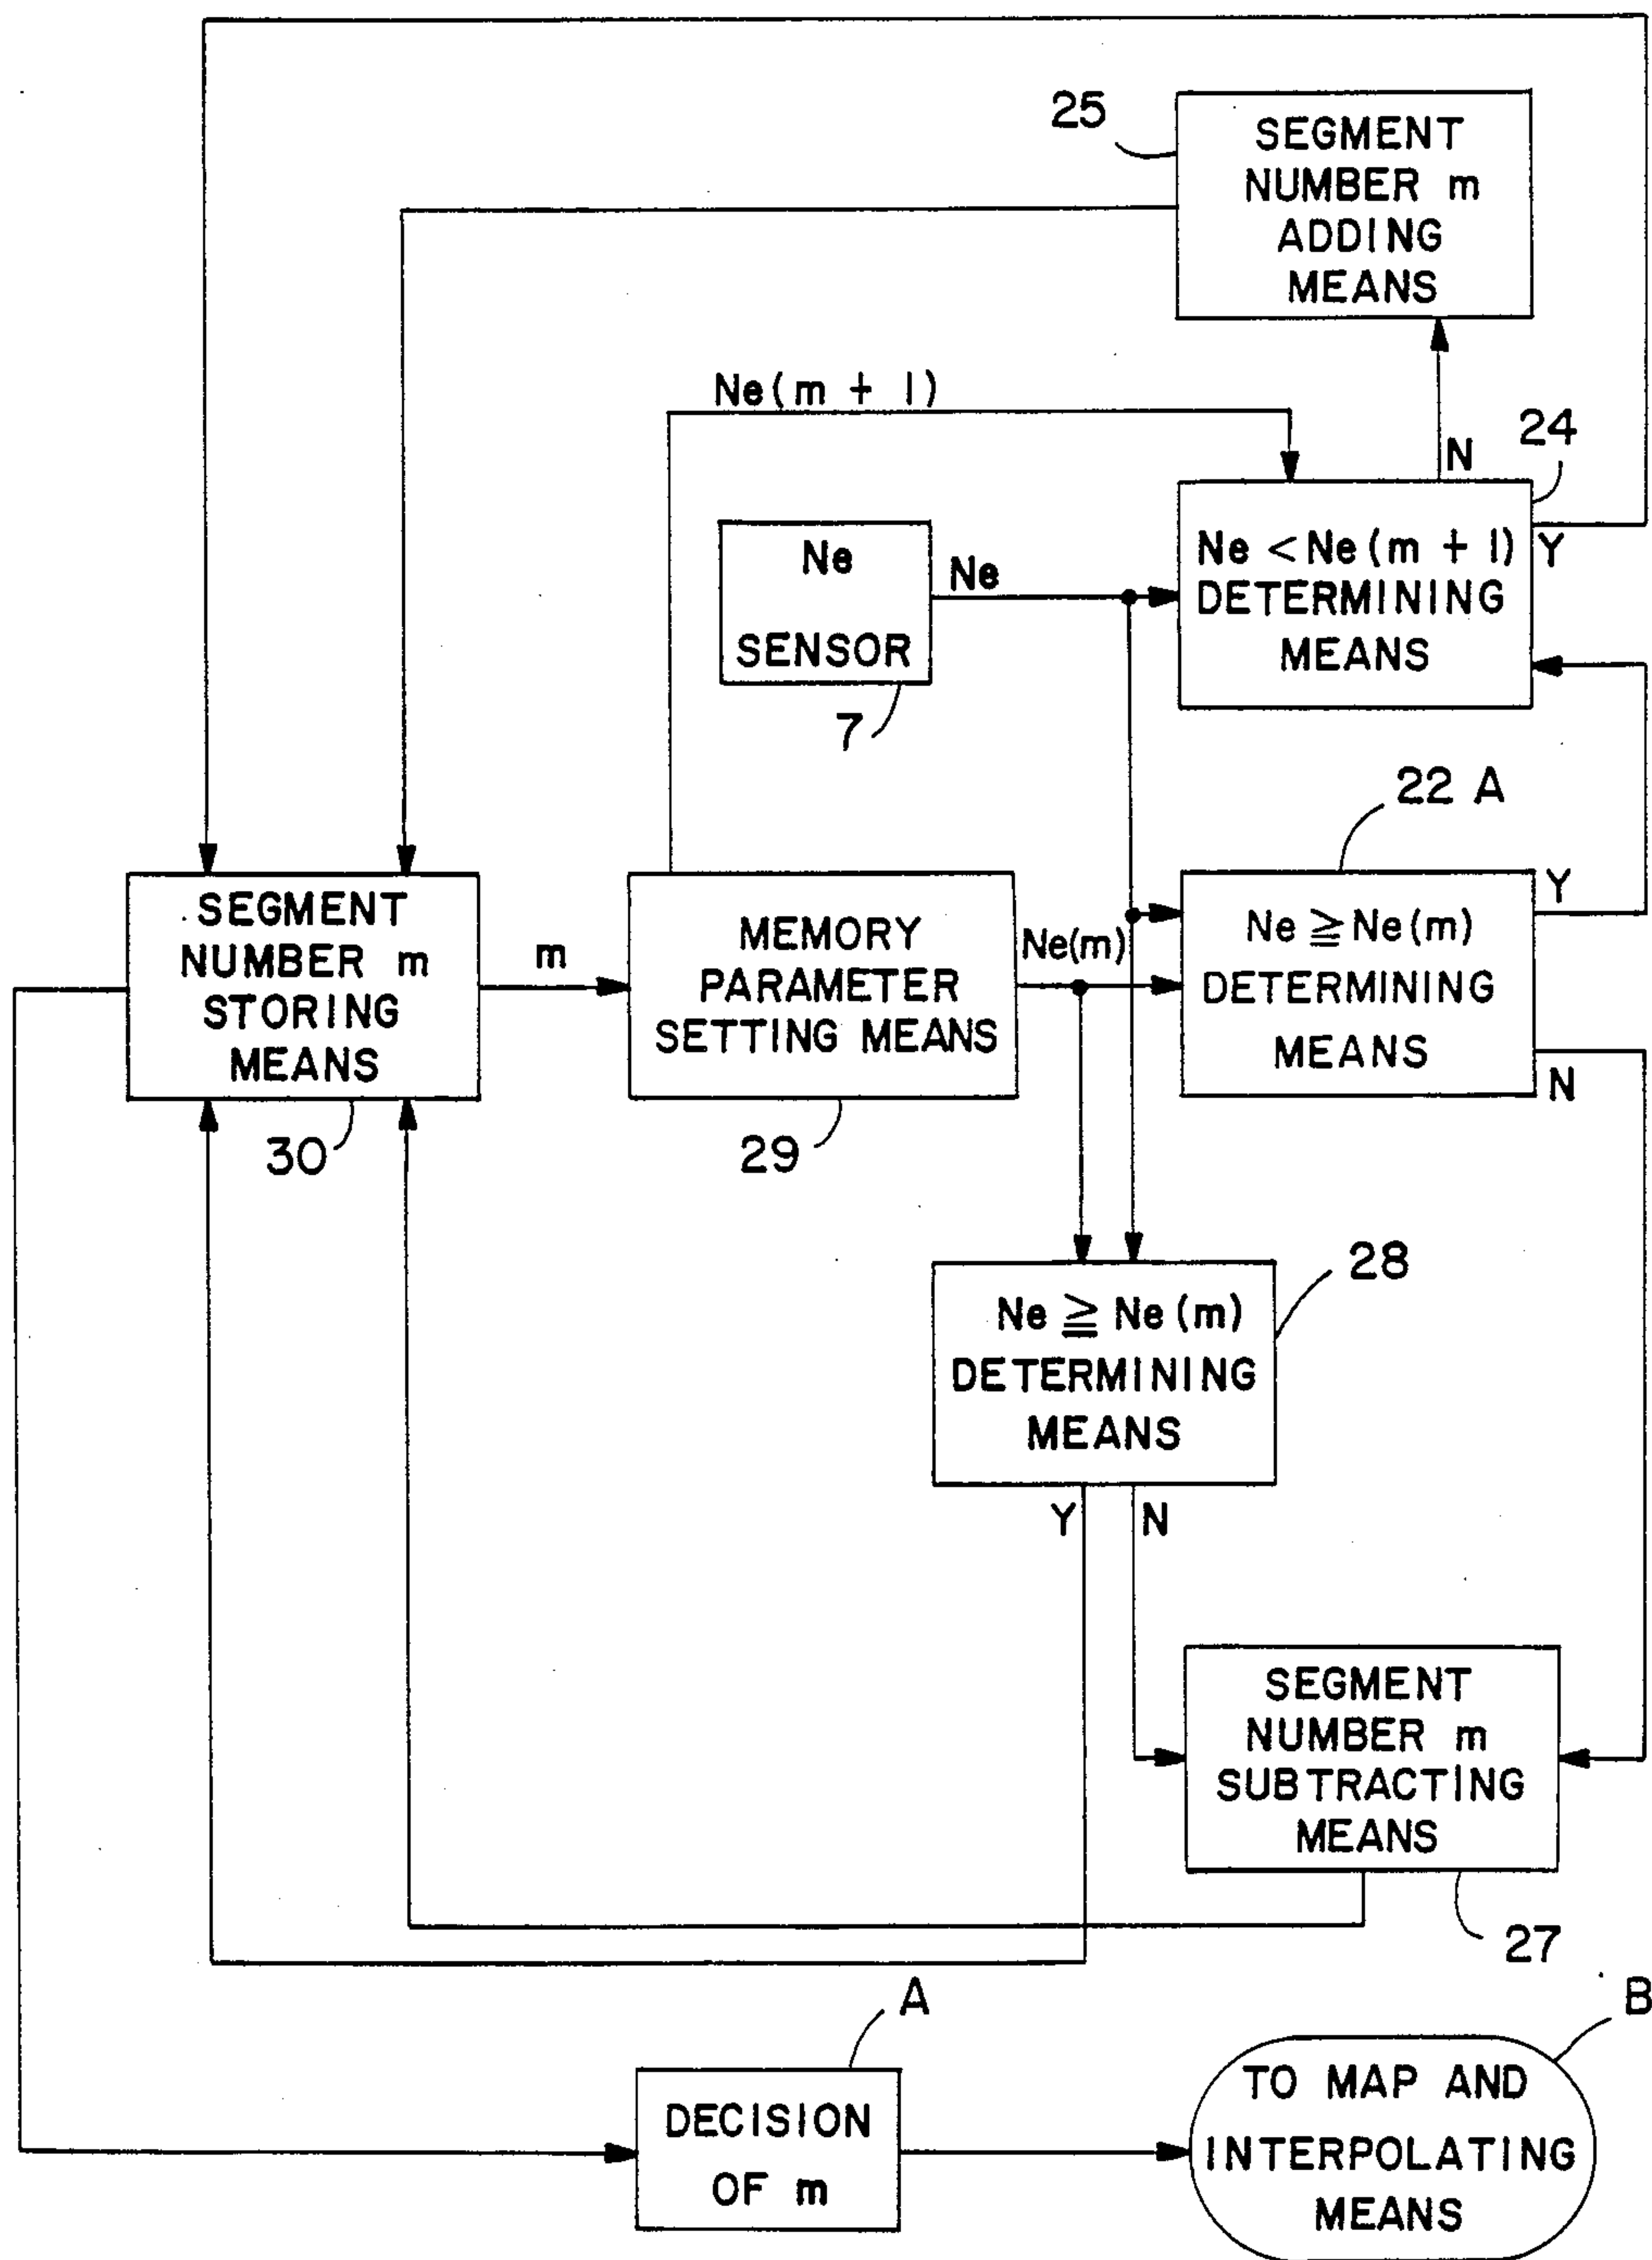 25
SEGMENT
NUMBER m
ADDING
MEANS
Ne(m + 1)
N
24
Ne
SENSOR
Ne
7
Ne < Ne(m + 1)
DETERMINING
MEANS
Y
22 A
SEGMENT
NUMBER m
STORING
MEANS
30
m
MEMORY
PARAMETER
SETTING MEANS
29
Ne(m)
Ne ≧ Ne(m)
DETERMINING
MEANS
Y
N
28
Ne ≧ Ne (m)
DETERMINING
MEANS
Y
N
SEGMENT
NUMBER m
SUBTRACTING
MEANS
27
A
DECISION
OF m
B
TO MAP AND
INTERPOLATING
MEANS